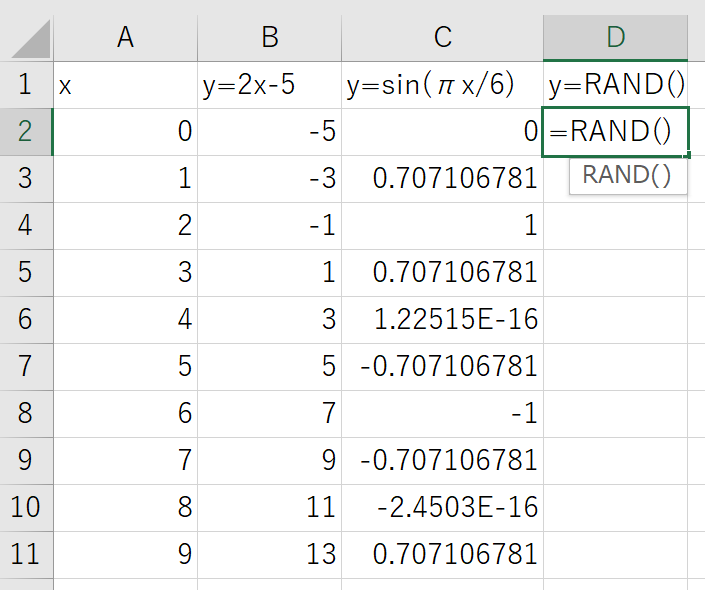 A B C D
1 x y=2x-5 y=sin(πx/6) y=RAND()
2 0 -5 0 =RAND()
3 1 -3 0.707106781 RAND()
4 2 -1 1
5 3 1 0.707106781
6 4 3 1.22515E-16
7 5 5 -0.707106781
8 6 7 -1
9 7 9 -0.707106781
10 8 11 -2.4503E-16
11 9 13 0.707106781